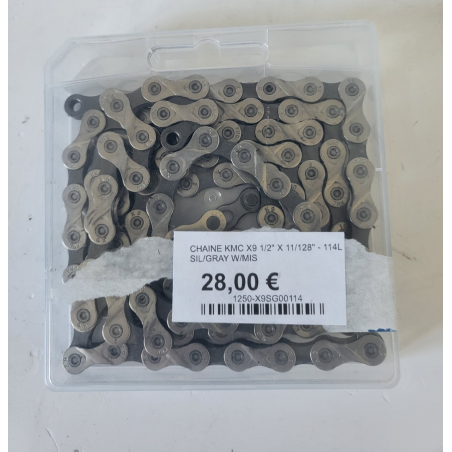 CHAINE KMC X9 1/2" X 11/128" - 114L
SIL/GRAY W/MIS
28,00 €
1250-X9SG00114